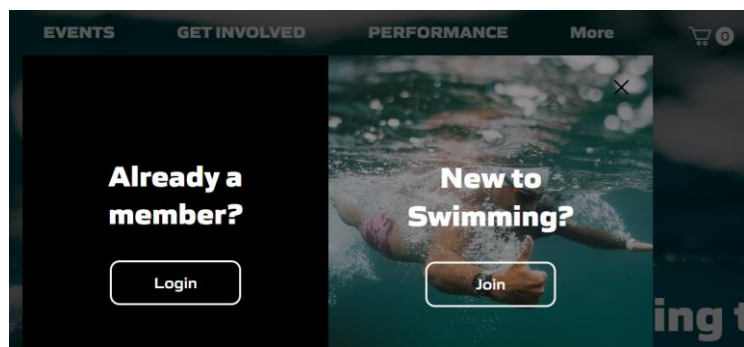 EVENTS GET INVOLVED PERFORMANCE More 0
Already a
member?
Login
New to
Swimming?
Join
ing t